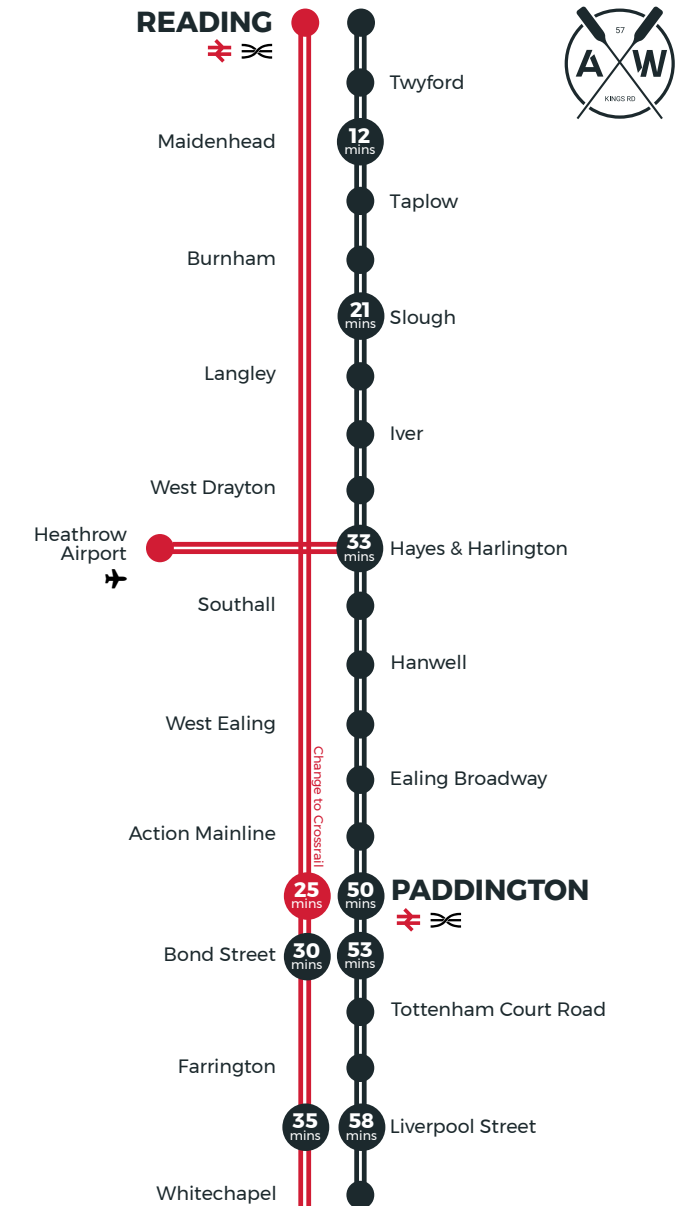 READING
57
A W
KINGS RD
Twyford
Maidenhead
12
mins
Taplow
Burnham
21
mins
Slough
Langley
Iver
West Drayton
Heathrow
Airport
33
mins
Hayes & Harlington
Southall
Hanwell
West Ealing
Change to Crossrail
Ealing Broadway
Action Mainline
25
mins
50
mins
PADDINGTON
Bond Street
30
mins
53
mins
Tottenham Court Road
Farrington
35
mins
58
mins
Liverpool Street
Whitechapel